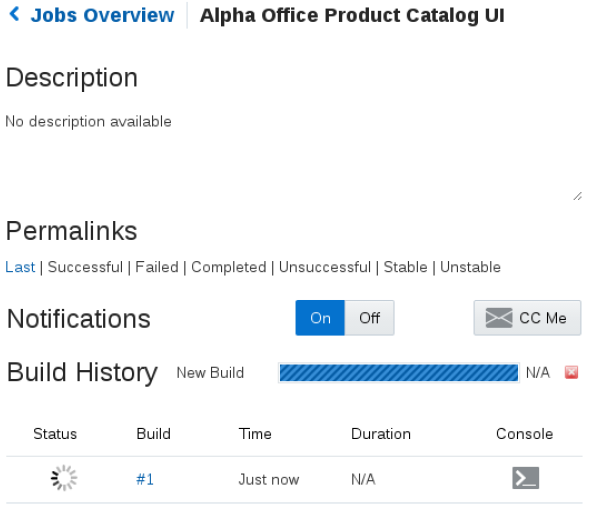 Jobs Overview Alpha Office Product Catalog UI
Description
No description available
Permalinks
Last | Successful | Failed | Completed | Unsuccessful | Stable | Unstable
Notifications On Off CC Me
Build History New Build N/A
Status Build Time Duration Console
#1 Just now N/A